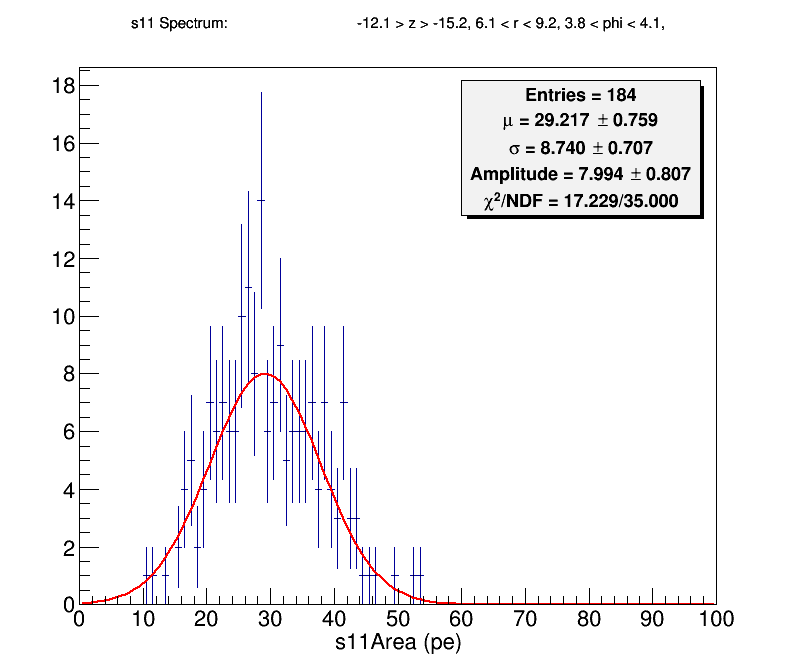 s11 Spectrum: -12.1 > z > -15.2, 6.1 < r < 9.2, 3.8 < phi < 4.1,
Entries = 184
μ = 29.217 ± 0.759
σ = 8.740 ± 0.707
Amplitude = 7.994 ± 0.807
χ²/NDF = 17.229/35.000
18
16
14
12
10
8
6
4
2
0
0 10 20 30 40 50 60 70 80 90 100
s11Area (pe)